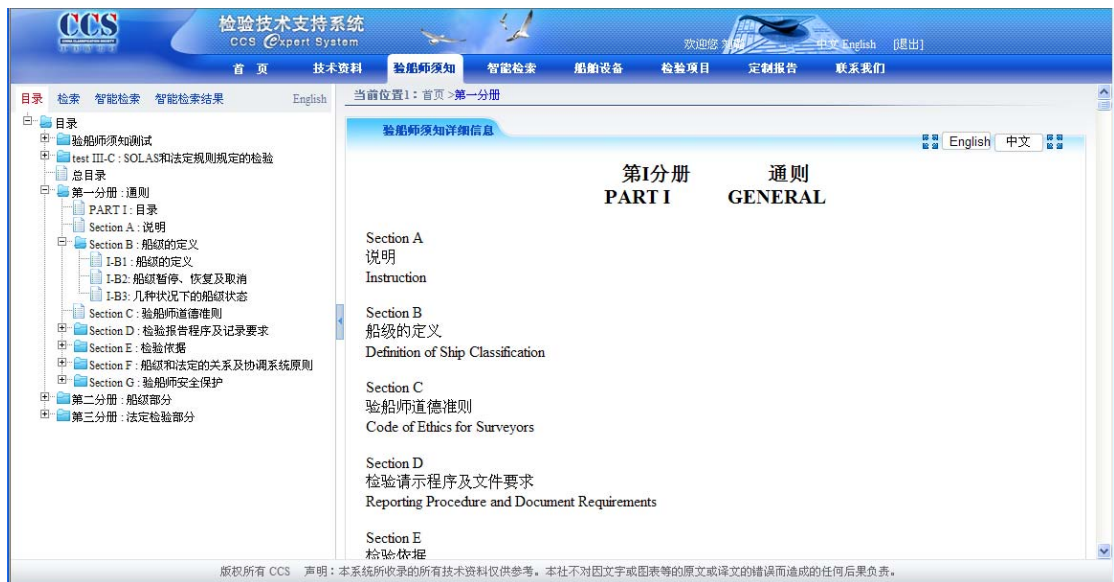 CCS
检验技术支持系统
CCS Expert System
欢迎您
中文 English [退出]
首 页 技术资料 验船师须知 智能检索 船舶设备 检验项目 定制报告 联系我们
目录 检索 智能检索 智能检索结果 English
当前位置1：首页 >第一分册
目录
验船师须知测试
test III-C : SOLAS和法定规则规定的检验
总目录
第一分册 : 通则
PART I : 目录
Section A : 说明
Section B : 船级的定义
I-B1 : 船级的定义
I-B2: 船级暂停、恢复及取消
I-B3: 几种状况下的船级状态
Section C : 验船师道德准则
Section D : 检验报告程序及记录要求
Section E : 检验依据
Section F : 船级和法定的关系及协调系统原则
Section G : 验船师安全保护
第二分册 : 船级部分
第三分册 : 法定检验部分
验船师须知详细信息
English 中文
第I分册 通则
PART I GENERAL
Section A
说明
Instruction
Section B
船级的定义
Definition of Ship Classification
Section C
验船师道德准则
Code of Ethics for Surveyors
Section D
检验请示程序及文件要求
Reporting Procedure and Document Requirements
Section E
检验依据
版权所有 CCS 声明：本系统所收录的所有技术资料仅供参考。本社不对因文字或图表等的原文或译文的错误而造成的任何后果负责。